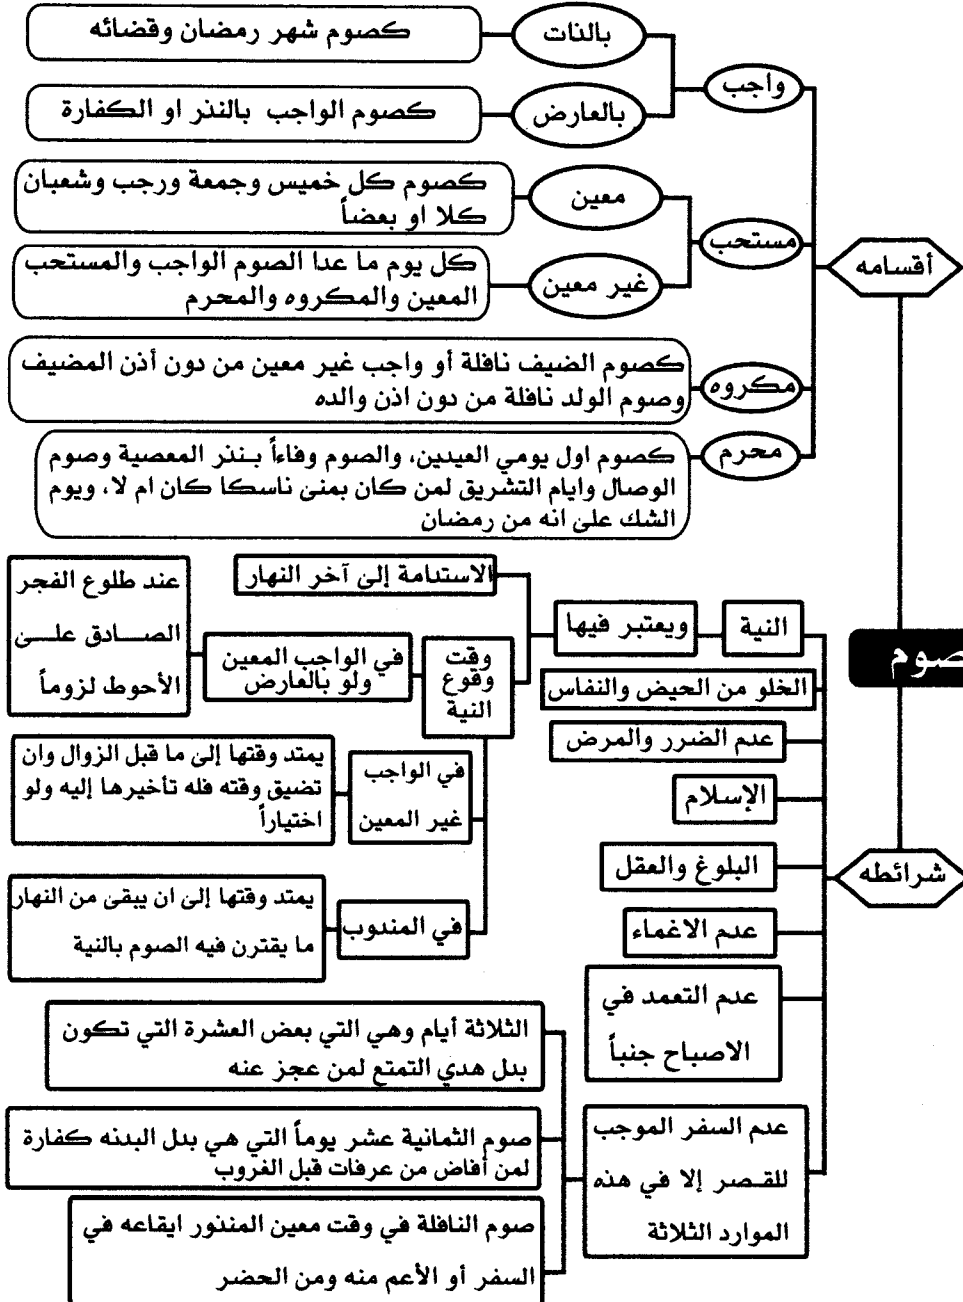 صوم
أقسامه
واجب
بالذات
كصوم شهر رمضان وقضائه
بالعارض
كصوم الواجب بالنذر او الكفارة
مستحب
معين
كصوم كل خميس وجمعة ورجب وشعبان
كلا او بعضاً
غير معين
كل يوم ما عدا الصوم الواجب والمستحب
المعين والمكروه والمحرم
مكروه
كصوم الضيف نافلة أو واجب غير معين من دون أذن المضيف
وصوم الولد نافلة من دون اذن والده
محرم
كصوم اول يومي العيدين، والصوم وفاءاً بنذر المعصية وصوم
الوصال وايام التشريق لمن كان بمنى ناسكا كان ام لا، ويوم
الشك على انه من رمضان
شرائطه
النية
ويعتبر فيها
الاستدامة إلى آخر النهار
وقت
وقوع
النية
في الواجب المعين
ولو بالعارض
عند طلوع الفجر
الصادق على
الأحوط لزوماً
في الواجب
غير المعين
يمتد وقتها إلى ما قبل الزوال وان
تضيق وقته فله تأخيرها إليه ولو
اختياراً
في المندوب
يمتد وقتها إلى ان يبقى من النهار
ما يقترن فيه الصوم بالنية
الخلو من الحيض والنفاس
عدم الضرر والمرض
الإسلام
البلوغ والعقل
عدم الاغماء
عدم التعمد في
الاصباح جنباً
عدم السفر الموجب
للقصر إلا في هذه
الموارد الثلاثة
الثلاثة أيام وهي التي بعض العشرة التي تكون
بدل هدي التمتع لمن عجز عنه
صوم الثمانية عشر يوماً التي هي بدل البدنه كفارة
لمن أفاض من عرفات قبل الغروب
صوم النافلة في وقت معين المنذور ايقاعه في
السفر أو الأعم منه ومن الحضر